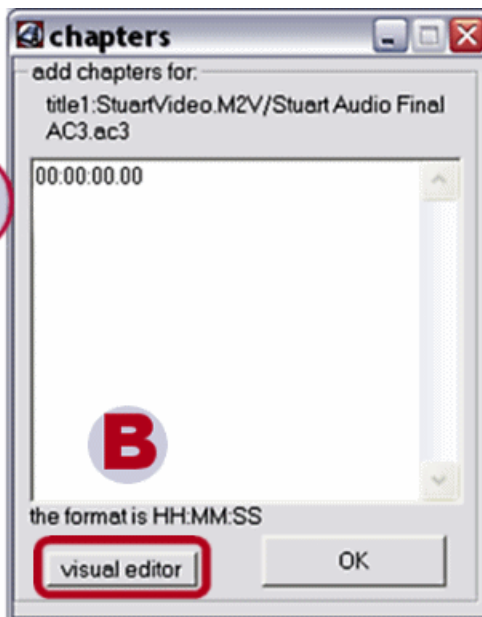 chapters
add chapters for:
title1:StuartVideo.M2V/Stuart Audio Final
AC3.ac3
00:00:00.00
B
the format is HH:MM:SS
visual editor
OK